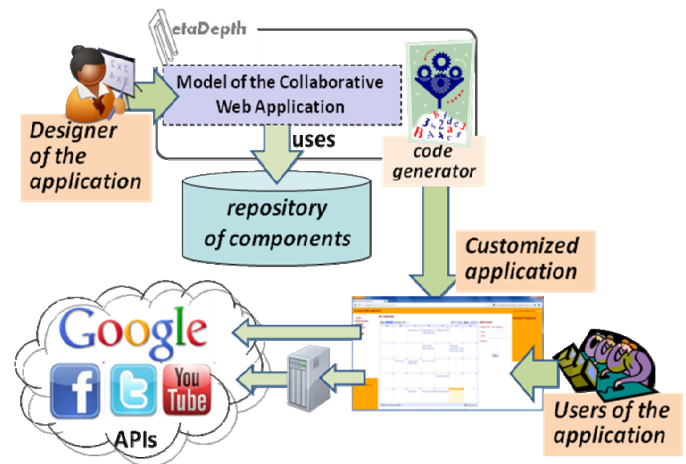 etaDepth
Model of the Collaborative
Web Application
Designer
of the
application
uses
code
generator
repository
of components
Customized
application
Google
f
t
You
Tube
APIs
Users of the
application